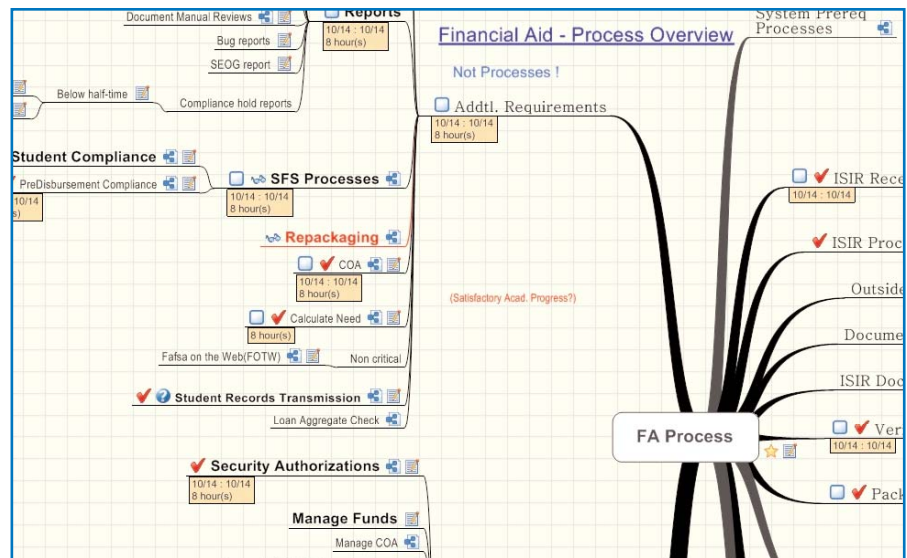 Document Manual Reviews
Reports
10/14 : 10/14
8 hour(s)
Bug reports
SEOG report
Below half-time
Compliance hold reports
Financial Aid - Process Overview
Not Processes !
System Prereq
Processes
Addtl. Requirements
10/14 : 10/14
8 hour(s)
Student Compliance
PreDisbursement Compliance
10/14
s)
SFS Processes
10/14 : 10/14
8 hour(s)
Repackaging
COA
10/14 : 10/14
8 hour(s)
(Satisfactory Acad. Progress?)
Calculate Need
8 hour(s)
Fafsa on the Web(FOTW)
Non critical
Student Records Transmission
Loan Aggregate Check
Security Authorizations
10/14 : 10/14
8 hour(s)
Manage Funds
Manage COA
FA Process
ISIR Rece
10/14 : 10/14
ISIR Proc
Outside
Docume
ISIR Doc
Ver
10/14 : 10/14
Pack